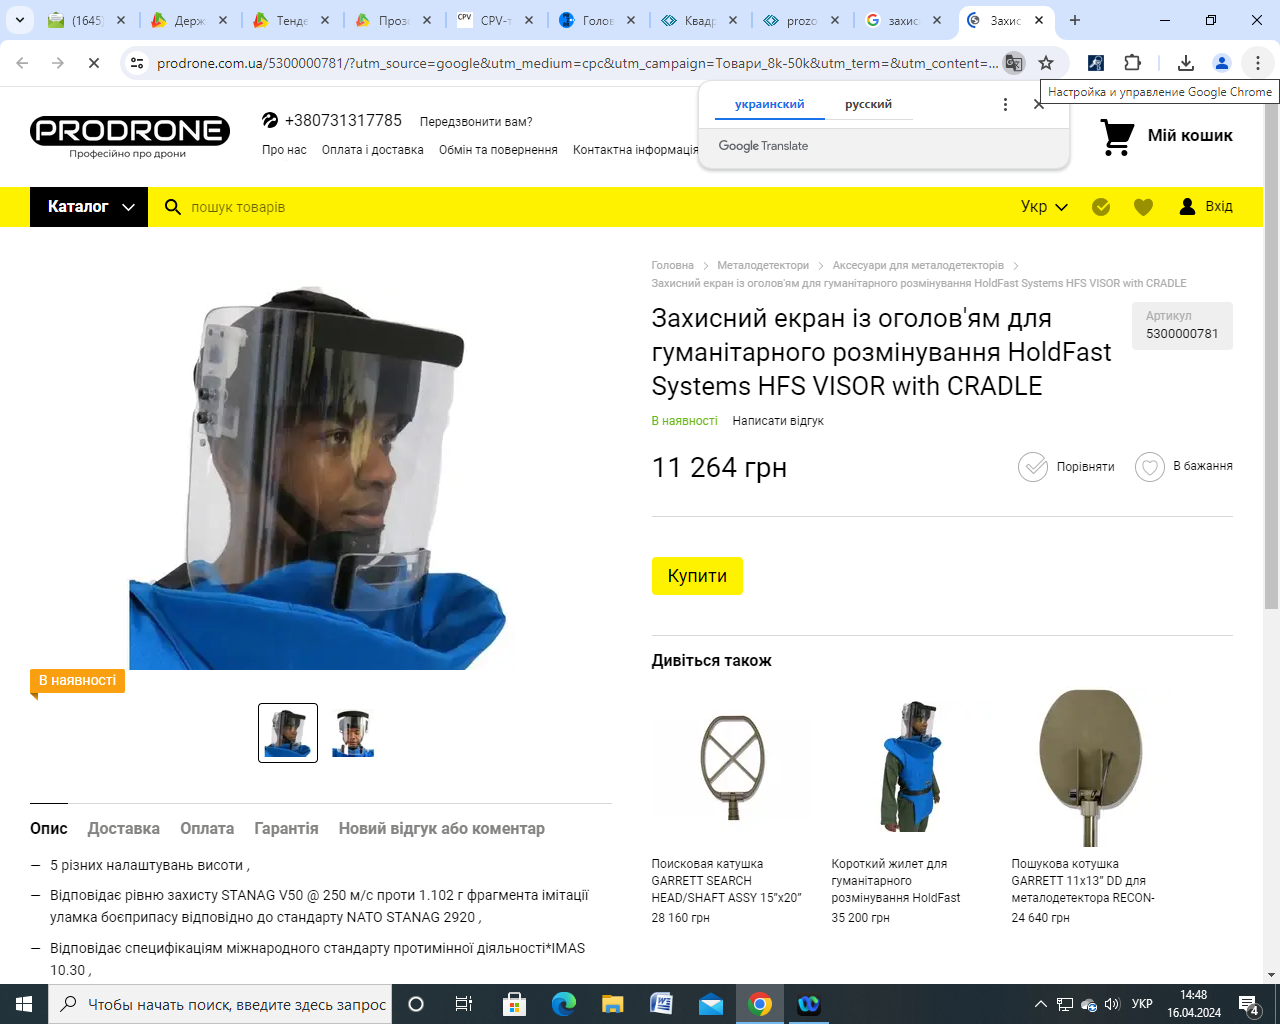 (1645)
Держ
Тенде
Прозо
CPV
CPV-т
Голов
Квадр
prozo
захис
Захис
prodrone.com.ua/5300000781/?utm_source=google&utm_medium=cpc&utm_campaign=Товари_8k-50k&utm_term=&utm_content=...
Настройка и управление Google Chrome
украинский
русский
Google Translate
PRODRONE
Професійно про дрони
+380731317785
Передзвонити вам?
Про нас
Оплата і доставка
Обмін та повернення
Контактна інформація
Мій кошик
Каталог
пошук товарів
Укр
Вхід
Головна
Металодетектори
Аксесуари для металодетекторів
Захисний екран із оголов'ям для гуманітарного розмінування HoldFast Systems HFS VISOR with CRADLE
Захисний екран із оголов'ям для
гуманітарного розмінування HoldFast
Systems HFS VISOR with CRADLE
Артикул
5300000781
В наявності
Написати відгук
11 264 грн
Порівняти
В бажання
Купити
В наявності
Дивіться також
Поисковая катушка
GARRETT SEARCH
HEAD/SHAFT ASSY 15"x20"
28 160 грн
Короткий жилет для
гуманітарного
розмінування HoldFast
35 200 грн
Пошукова котушка
GARRETT 11x13” DD для
металодетектора RECON-
24 640 грн
Опис
Доставка
Оплата
Гарантія
Новий відгук або коментар
— 5 різних налаштувань висоти ,
— Відповідає рівню захисту STANAG V50 @ 250 м/с проти 1.102 г фрагмента імітації
уламка боєприпасу відповідно до стандарту NATO STANAG 2920 ,
— Відповідає специфікаціям міжнародного стандарту протимінної діяльності*IMAS
10.30 ,
Чтобы начать поиск, введите здесь запрос
УКР
14:48
16.04.2024
4